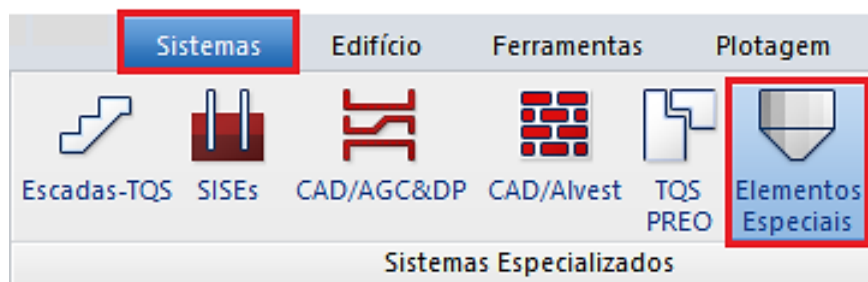 Sistemas Edifício Ferramentas Plotagem
Escadas-TQS SISEs CAD/AGC&DP CAD/Alvest TQS PREO Elementos Especiais
Sistemas Especializados